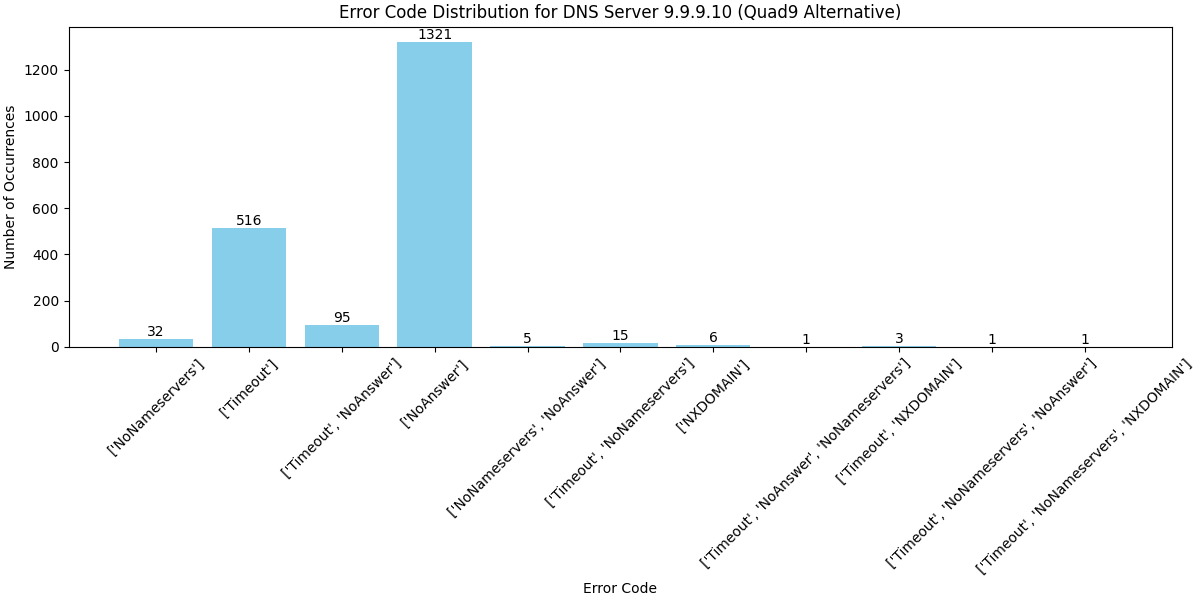 Error Code Distribution for DNS Server 9.9.9.10 (Quad9 Alternative)
Number of Occurrences
1200
1000
800
600
400
200
0
32
516
95
1321
5
15
6
1
3
1
1
['NoNameservers']
['Timeout']
['Timeout', 'NoAnswer']
['NoAnswer']
['NoNameservers', 'NoAnswer']
['Timeout', 'NoNameservers']
['NXDOMAIN']
['Timeout', 'NoAnswer', 'NoNameservers']
['Timeout', 'NXDOMAIN']
['Timeout', 'NoNameservers', 'NoAnswer']
['Timeout', 'NoNameservers', 'NXDOMAIN']
Error Code